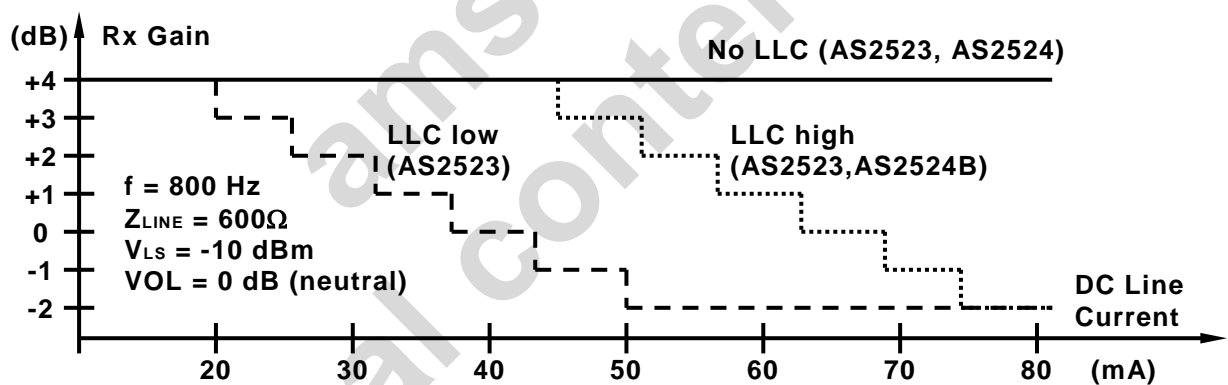 (dB) Rx Gain
No LLC (AS2523, AS2524)
+4
+3
+2
+1
0
-1
-2
LLC low
(AS2523)
LLC high
(AS2523,AS2524B)
f = 800 Hz
ZLINE = 600Ω
VLS = -10 dBm
VOL = 0 dB (neutral)
DC Line
Current
20 30 40 50 60 70 80 (mA)
ams